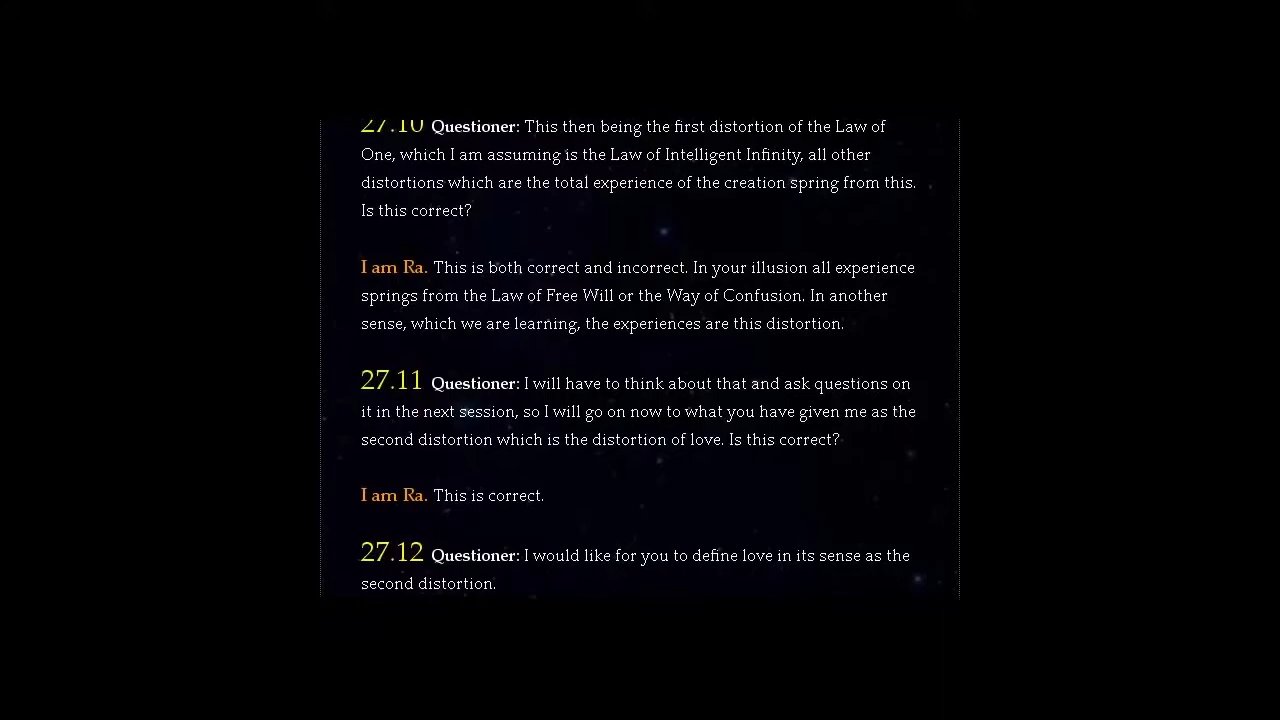 27.10 Questioner: This then being the first distortion of the Law of
One, which I am assuming is the Law of Intelligent Infinity, all other
distortions which are the total experience of the creation spring from this.
Is this correct?
I am Ra. This is both correct and incorrect. In your illusion all experience
springs from the Law of Free Will or the Way of Confusion. In another
sense, which we are learning, the experiences are this distortion.
27.11 Questioner: I will have to think about that and ask questions on
it in the next session, so I will go on now to what you have given me as the
second distortion which is the distortion of love. Is this correct?
I am Ra. This is correct.
27.12 Questioner: I would like for you to define love in its sense as the
second distortion.